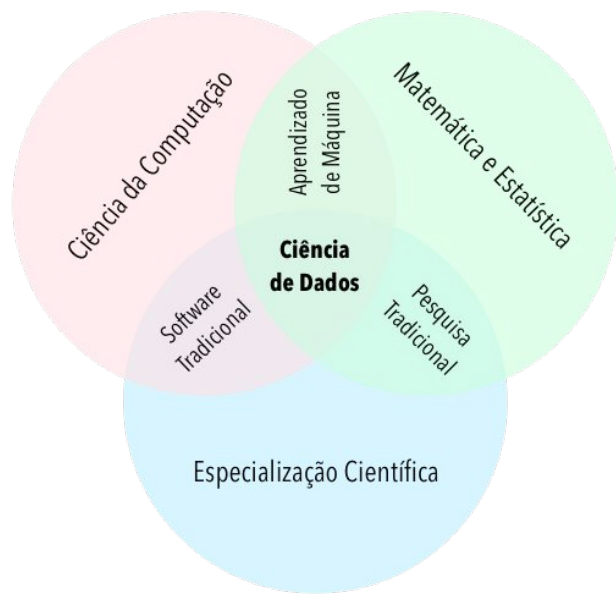 Ciência da Computação
Aprendizado
de Máquina
Matemática e Estatística
Ciência
de Dados
Software
Tradicional
Pesquisa
Tradicional
Especialização Científica